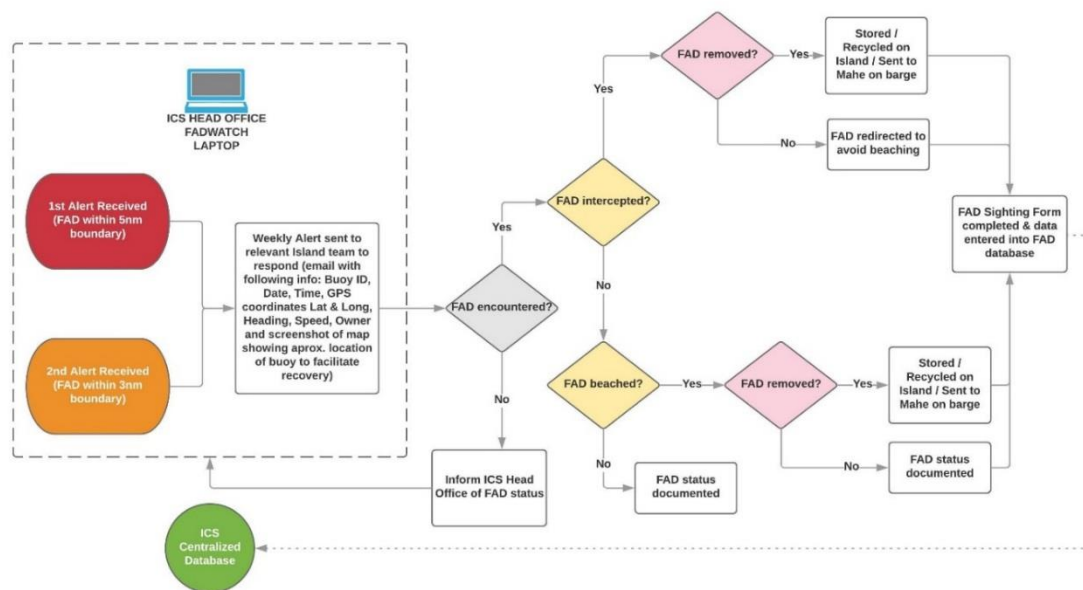 ICS HEAD OFFICE
FADWATCH
LAPTOP
1st Alert Received
(FAD within 5nm
boundary)
2nd Alert Received
(FAD within 3nm
boundary)
Weekly Alert sent to
relevant Island team to
respond (email with
following info: Buoy ID,
Date, Time, GPS
coordinates Lat & Long,
Heading, Speed, Owner
and screenshot of map
showing aprox. location
of buoy to facilitate
recovery)
FAD encountered?
Yes
No
Inform ICS Head
Office of FAD status
FAD intercepted?
Yes
No
FAD removed?
Yes
Stored /
Recycled on
Island / Sent to
Mahe on barge
No
FAD redirected to
avoid beaching
FAD beached?
Yes
No
FAD status
documented
FAD removed?
Yes
Stored /
Recycled on
Island / Sent to
Mahe on barge
No
FAD status
documented
FAD Sighting Form
completed & data
entered into FAD
database
ICS
Centralized
Database